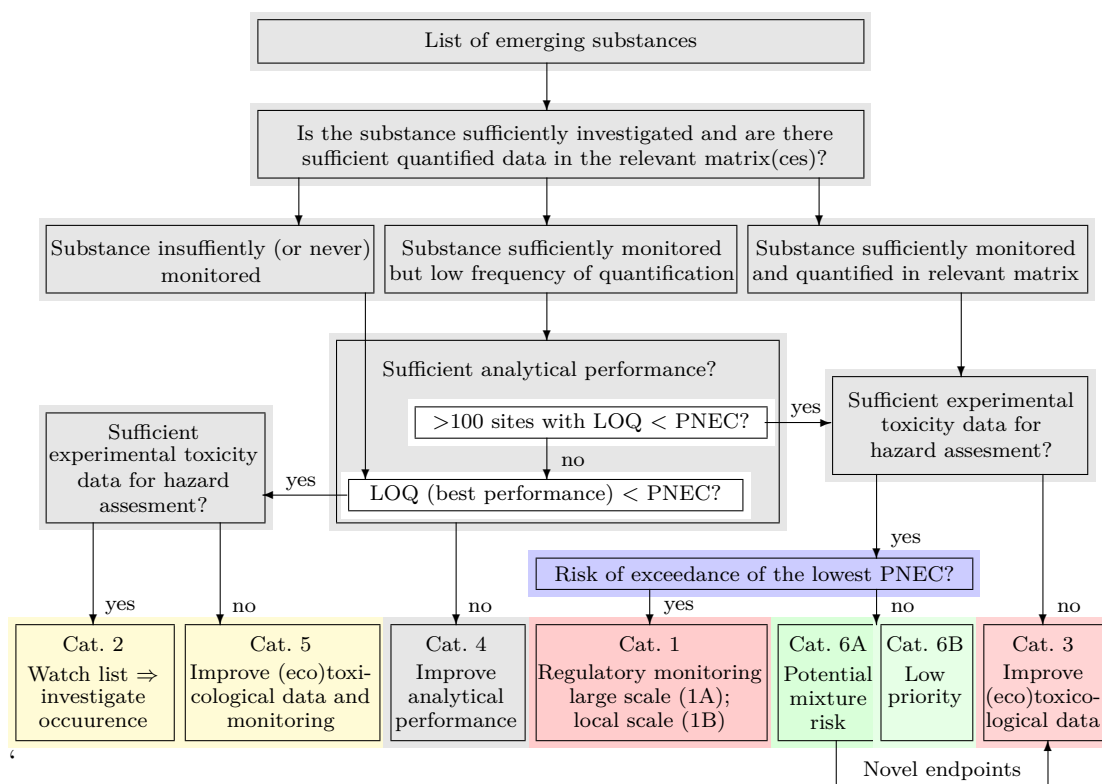 List of emerging substances
Is the substance sufficiently investigated and are there
sufficient quantified data in the relevant matrix(ces)?
Substance insuffiently (or never)
monitored
Substance sufficiently monitored
but low frequency of quantification
Substance sufficiently monitored
and quantified in relevant matrix
Sufficient analytical performance?
>100 sites with LOQ < PNEC?
yes
no
LOQ (best performance) < PNEC?
yes
Sufficient experimental
toxicity data for
hazard assesment?
Sufficient
experimental toxicity
data for hazard
assesment?
yes
Risk of exceedance of the lowest PNEC?
yes
no
no
yes
no
no
Cat. 2
Watch list ⇒
investigate
occuurence
Cat. 5
Improve (eco)toxi-
cological data and
monitoring
Cat. 4
Improve
analytical
performance
Cat. 1
Regulatory monitoring
large scale (1A);
local scale (1B)
Cat. 6A
Potential
mixture
risk
Cat. 6B
Low
priority
Cat. 3
Improve
(eco)toxico-
logical data
‘
Novel endpoints